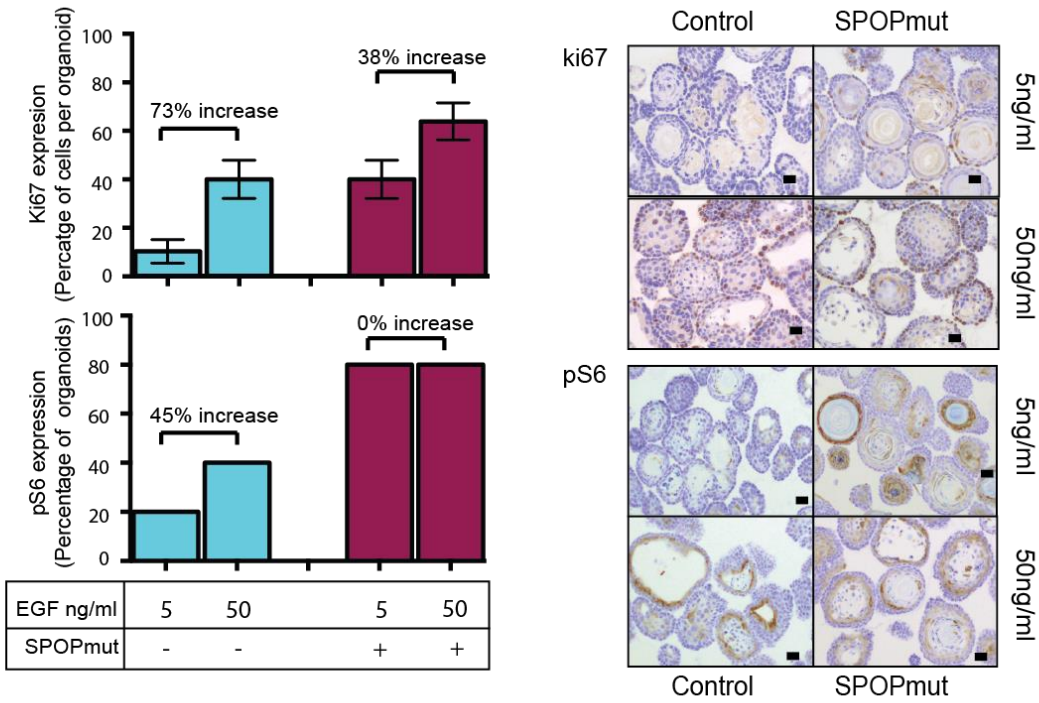 Ki67 expresion
(Percatge of cells per organoid)
100
80
60
40
20
0
73% increase
38% increase
pS6 expression
(Percentage of organoids)
100
80
60
40
20
0
45% increase
0% increase
EGF ng/ml 5 50 5 50
SPOPmut - - + +
Control SPOPmut
ki67
5ng/ml
50ng/ml
pS6
5ng/ml
50ng/ml
Control SPOPmut